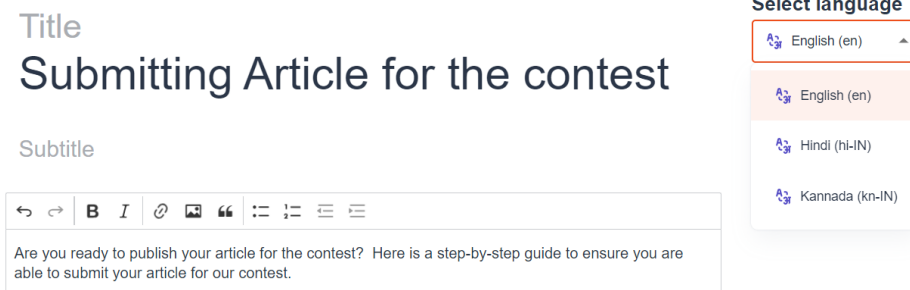 Title
Submitting Article for the contest
Subtitle
Are you ready to publish your article for the contest?  Here is a step-by-step guide to ensure you are
able to submit your article for our contest.
Select language
English (en)
English (en)
Hindi (hi-IN)
Kannada (kn-IN)